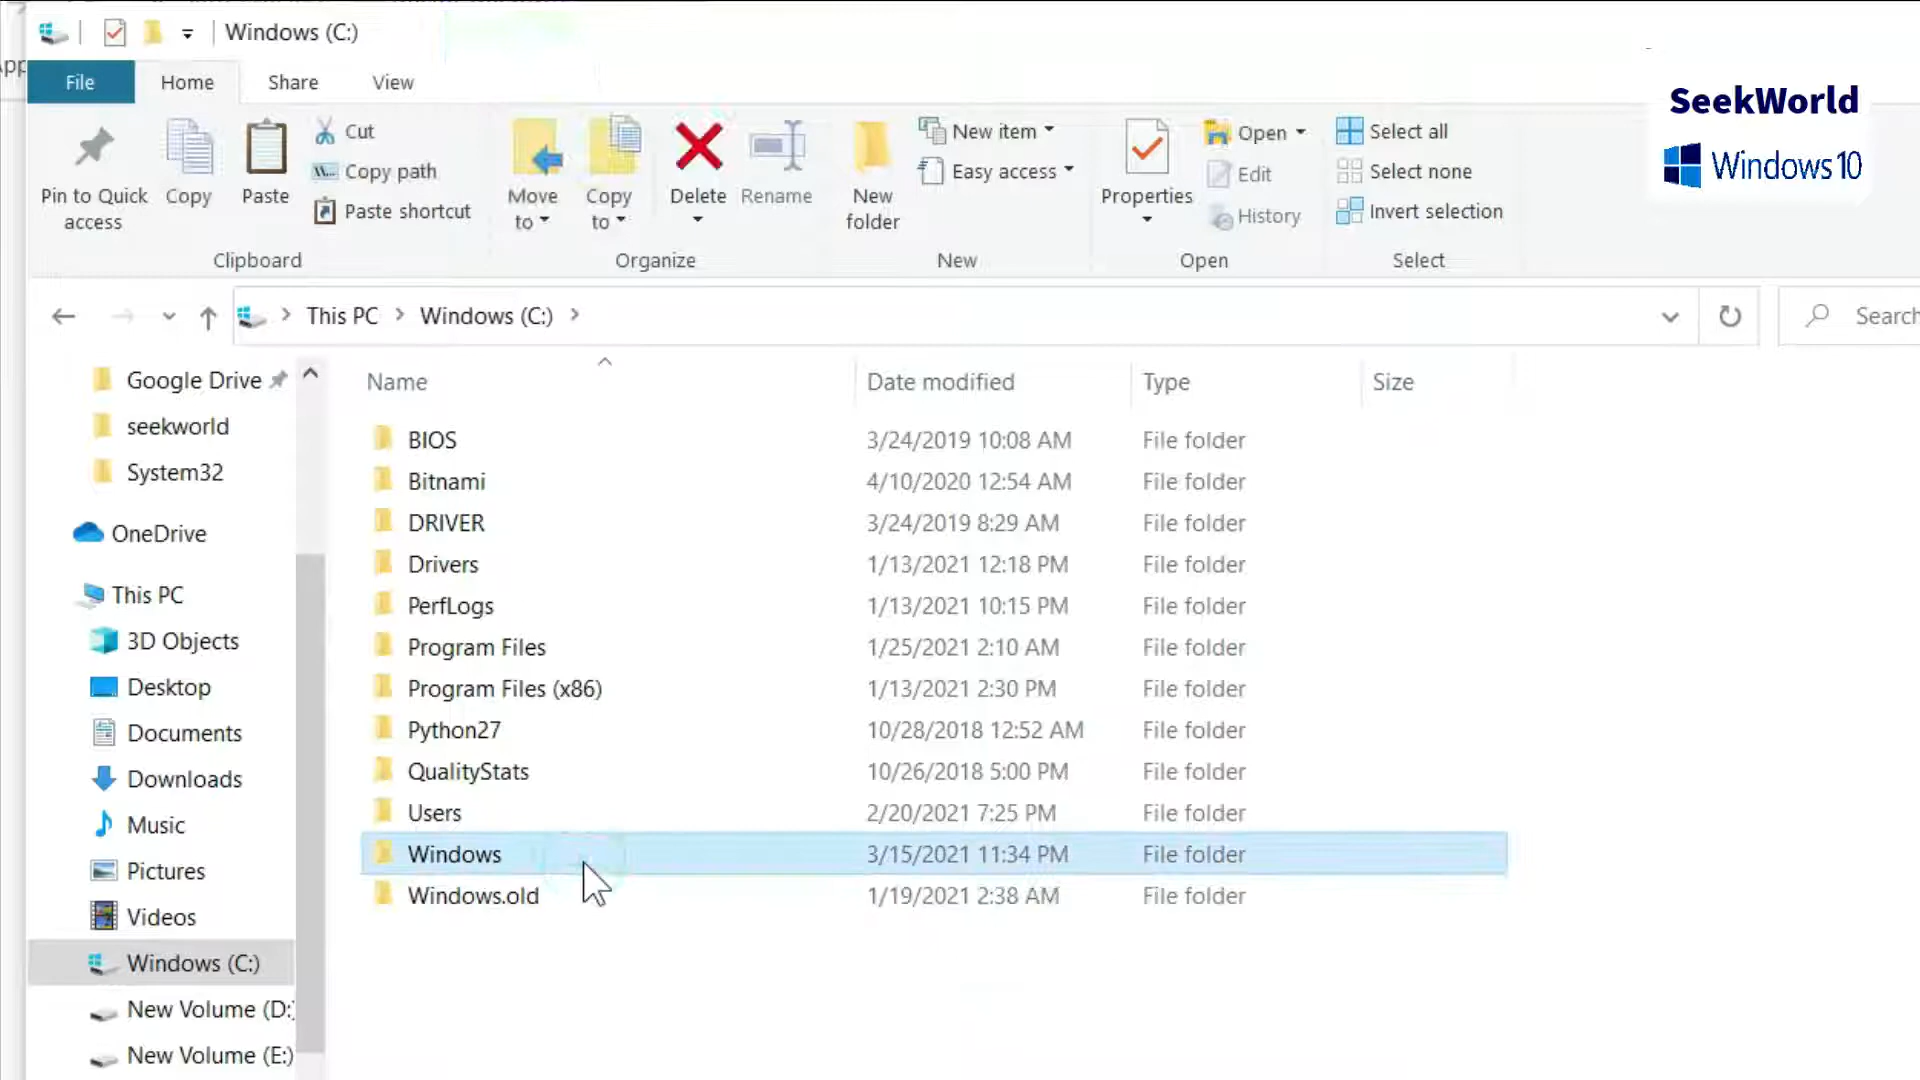 Windows (C:)
App
File Home Share View
Pin to Quick access
Copy
Paste
Cut
Copy path
Paste shortcut
Clipboard
Move to
Copy to
Delete
Rename
Organize
New folder
New item
Easy access
New
Properties
Open
Edit
History
Open
Select all
Select none
Invert selection
Select
SeekWorld
Windows 10
This PC Windows (C:)
Search
Google Drive
seekworld
System32
OneDrive
This PC
3D Objects
Desktop
Documents
Downloads
Music
Pictures
Videos
Windows (C:)
New Volume (D:)
New Volume (E:)
Name Date modified Type Size
BIOS 3/24/2019 10:08 AM File folder
Bitnami 4/10/2020 12:54 AM File folder
DRIVER 3/24/2019 8:29 AM File folder
Drivers 1/13/2021 12:18 PM File folder
PerfLogs 1/13/2021 10:15 PM File folder
Program Files 1/25/2021 2:10 AM File folder
Program Files (x86) 1/13/2021 2:30 PM File folder
Python27 10/28/2018 12:52 AM File folder
QualityStats 10/26/2018 5:00 PM File folder
Users 2/20/2021 7:25 PM File folder
Windows 3/15/2021 11:34 PM File folder
Windows.old 1/19/2021 2:38 AM File folder